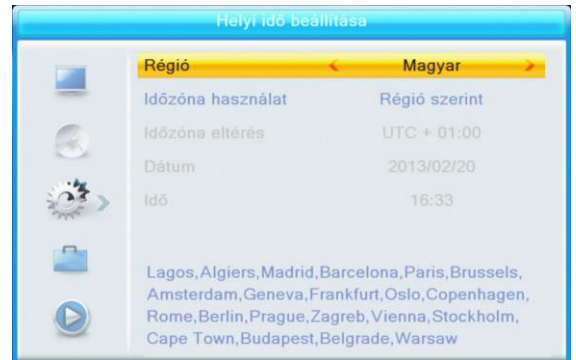 Helyi idő beállítása
Régió Magyar
Időzóna használat Régió szerint
Időzóna eltérés UTC + 01:00
Dátum 2013/02/20
Idő 16:33
Lagos,Algiers,Madrid,Barcelona,Paris,Brussels,
Amsterdam,Geneva,Frankfurt,Oslo,Copenhagen,
Rome,Berlin,Prague,Zagreb,Vienna,Stockholm,
Cape Town,Budapest,Belgrade,Warsaw